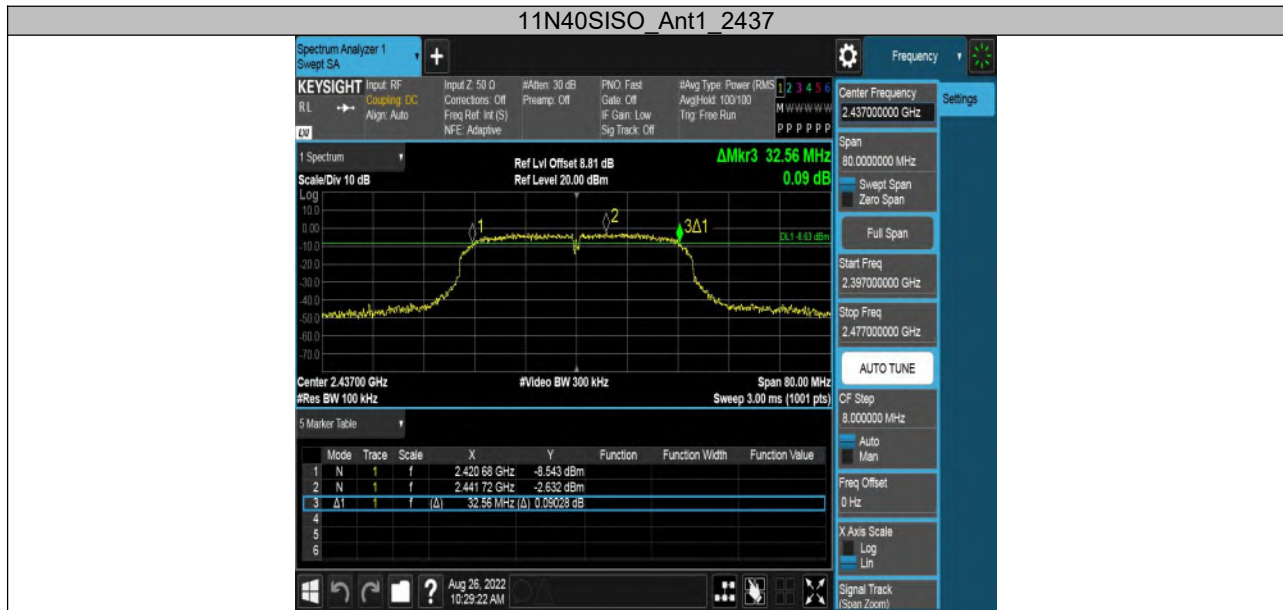 11N40SISO_Ant1_2437
Spectrum Analyzer 1
Swept SA
+
Frequency
KEYSIGHT
RL
LXI
Input: RF
Coupling: DC
Align: Auto
Input Z: 50 Ω
Corrections: Off
Freq Ref: Int (S)
NFE: Adaptive
#Atten: 30 dB
Preamp: Off
PNO: Fast
Gate: Off
IF Gain: Low
Sig Track: Off
#Avg Type: Power (RMS
Avg|Hold: 100/100
Trig: Free Run
1 2 3 4 5 6
M W W W W W
P P P P P P
1 Spectrum
Scale/Div 10 dB
Ref Lvl Offset 8.81 dB
Ref Level 20.00 dBm
ΔMkr3 32.56 MHz
0.09 dB
Log
10.0
0.00
-10.0
-20.0
-30.0
-40.0
-50.0
-60.0
-70.0
1
2
3Δ1
DL1 -8.63 dBm
Center 2.43700 GHz
#Res BW 100 kHz
#Video BW 300 kHz
Span 80.00 MHz
Sweep 3.00 ms (1001 pts)
5 Marker Table
Mode Trace Scale X Y Function Function Width Function Value
1 N 1 f 2.420 68 GHz -8.543 dBm
2 N 1 f 2.441 72 GHz -2.632 dBm
3 Δ1 1 f (Δ) 32.56 MHz (Δ) 0.09028 dB
4
5
6
?
Aug 26, 2022
10:29:22 AM
Center Frequency
2.437000000 GHz
Settings
Span
80.0000000 MHz
Swept Span
Zero Span
Full Span
Start Freq
2.397000000 GHz
Stop Freq
2.477000000 GHz
AUTO TUNE
CF Step
8.000000 MHz
Auto
Man
Freq Offset
0 Hz
X Axis Scale
Log
Lin
Signal Track
(Span Zoom)